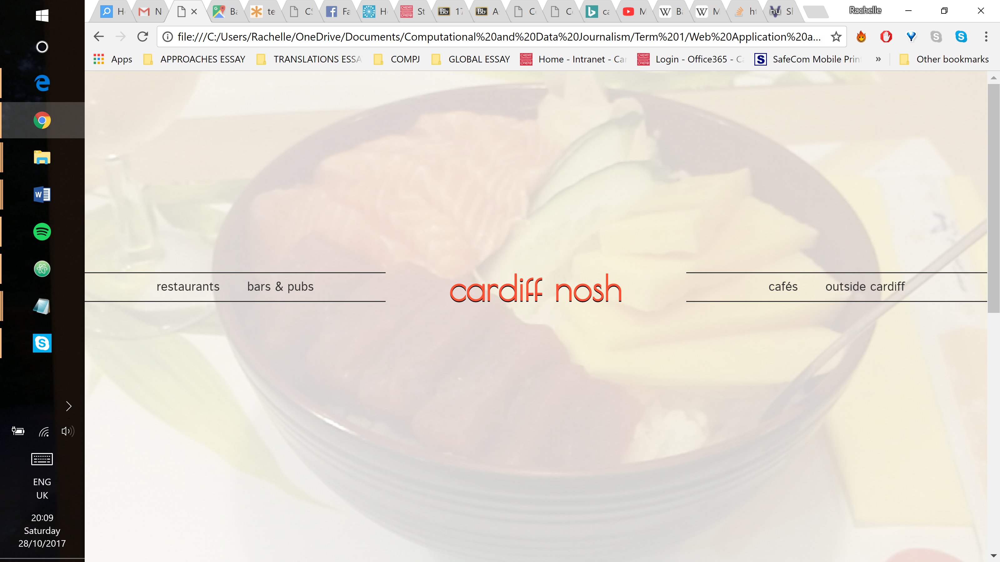 H N Ba te CS Fa H St 17 A C C ca M W B W M ht Sl Rachelle
file:///C:/Users/Rachelle/OneDrive/Documents/Computational%20and%20Data%20Journalism/Term%201/Web%20Application%20a...
Apps APPROACHES ESSAY TRANSLATIONS ESSA COMPJ GLOBAL ESSAY Home - Intranet - Car Login - Office365 - Ca SafeCom Mobile Prin » Other bookmarks
restaurants bars & pubs cardiff nosh cafés outside cardiff
ENG
UK
20:09
Saturday
28/10/2017